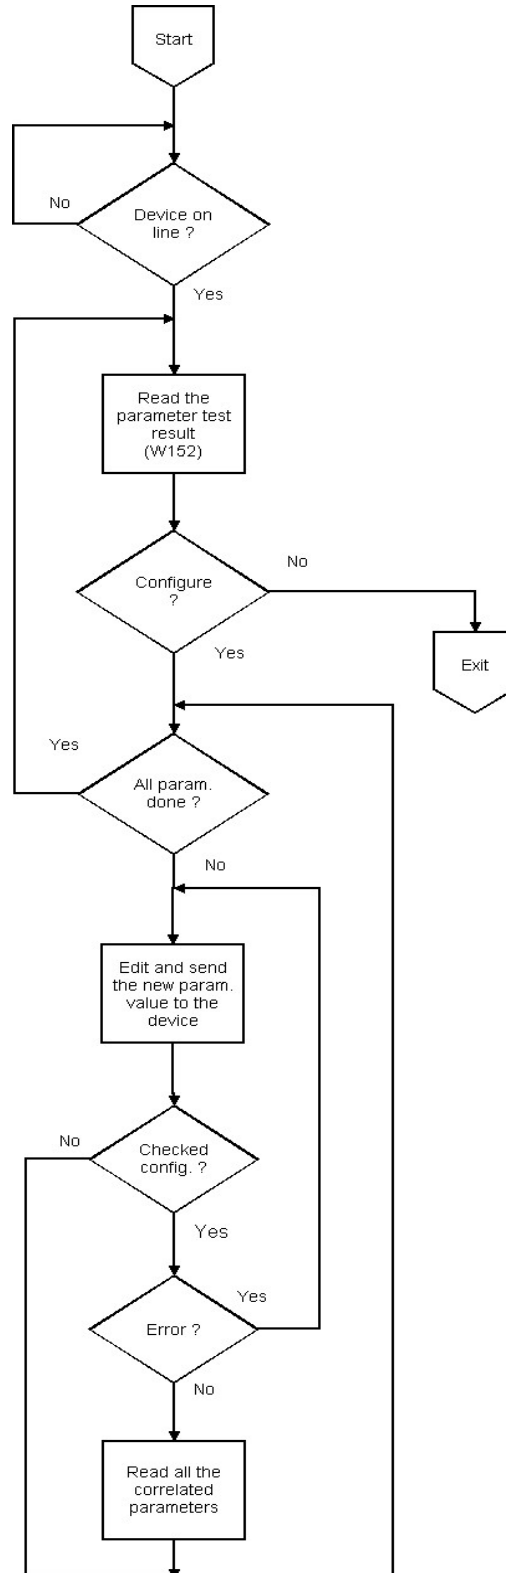 Start
No
Device on
line ?
Yes
Read the
parameter test
result
(W152)
No
Configure
?
Yes
Exit
Yes
All param.
done ?
No
Edit and send
the new param.
value to the
device
No
Checked
config. ?
Yes
Yes
Error ?
No
Read all the
correlated
parameters